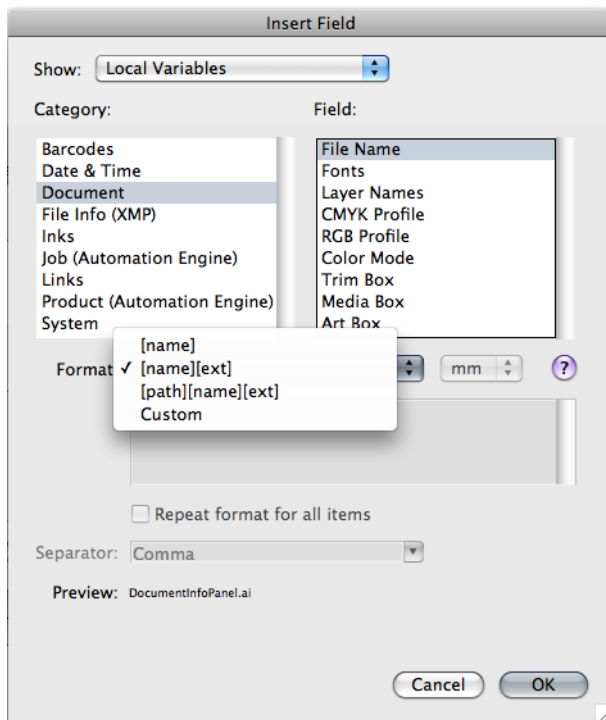 Insert Field
Show: Local Variables
Category: Field:
Barcodes
Date & Time
Document
File Info (XMP)
Inks
Job (Automation Engine)
Links
Product (Automation Engine)
System
File Name
Fonts
Layer Names
CMYK Profile
RGB Profile
Color Mode
Trim Box
Media Box
Art Box
Format
[name]
✓ [name][ext]
[path][name][ext]
Custom
mm ?
Repeat format for all items
Separator: Comma
Preview: DocumentInfoPanel.ai
Cancel OK